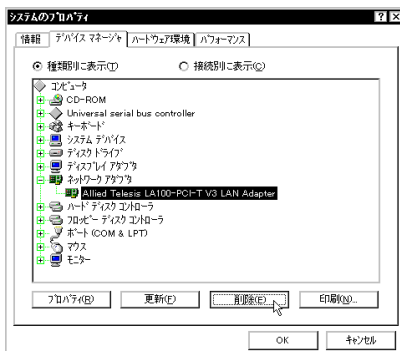 システムのプロパティ
情報 デバイス マネージャ ハードウェア環境 パフォーマンス
種類別に表示(T) 接続別に表示(C)
コンピュータ
CD-ROM
Universal serial bus controller
キーボード
システム デバイス
ディスク ドライブ
ディスプレイ アダプタ
ネットワーク アダプタ
Allied Telesis LA100-PCI-T V3 LAN Adapter
ハード ディスク コントローラ
フロッピー ディスク コントローラ
ポート (COM & LPT)
マウス
モニター
プロパティ(R) 更新(F) 削除(E) 印刷(N)...
OK キャンセル